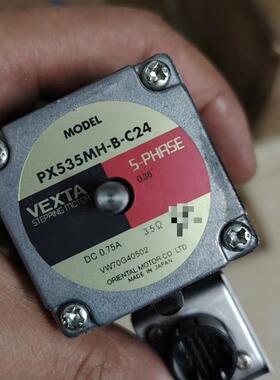 MODEL
PX535MH-B-C24
VEXTA
STEPPING MOTOR
5-PHASE
0.36°
DC 0.75A 3.5Ω
VW70G40502
ORIENTAL MOTOR CO. LTD.
MADE IN JAPAN